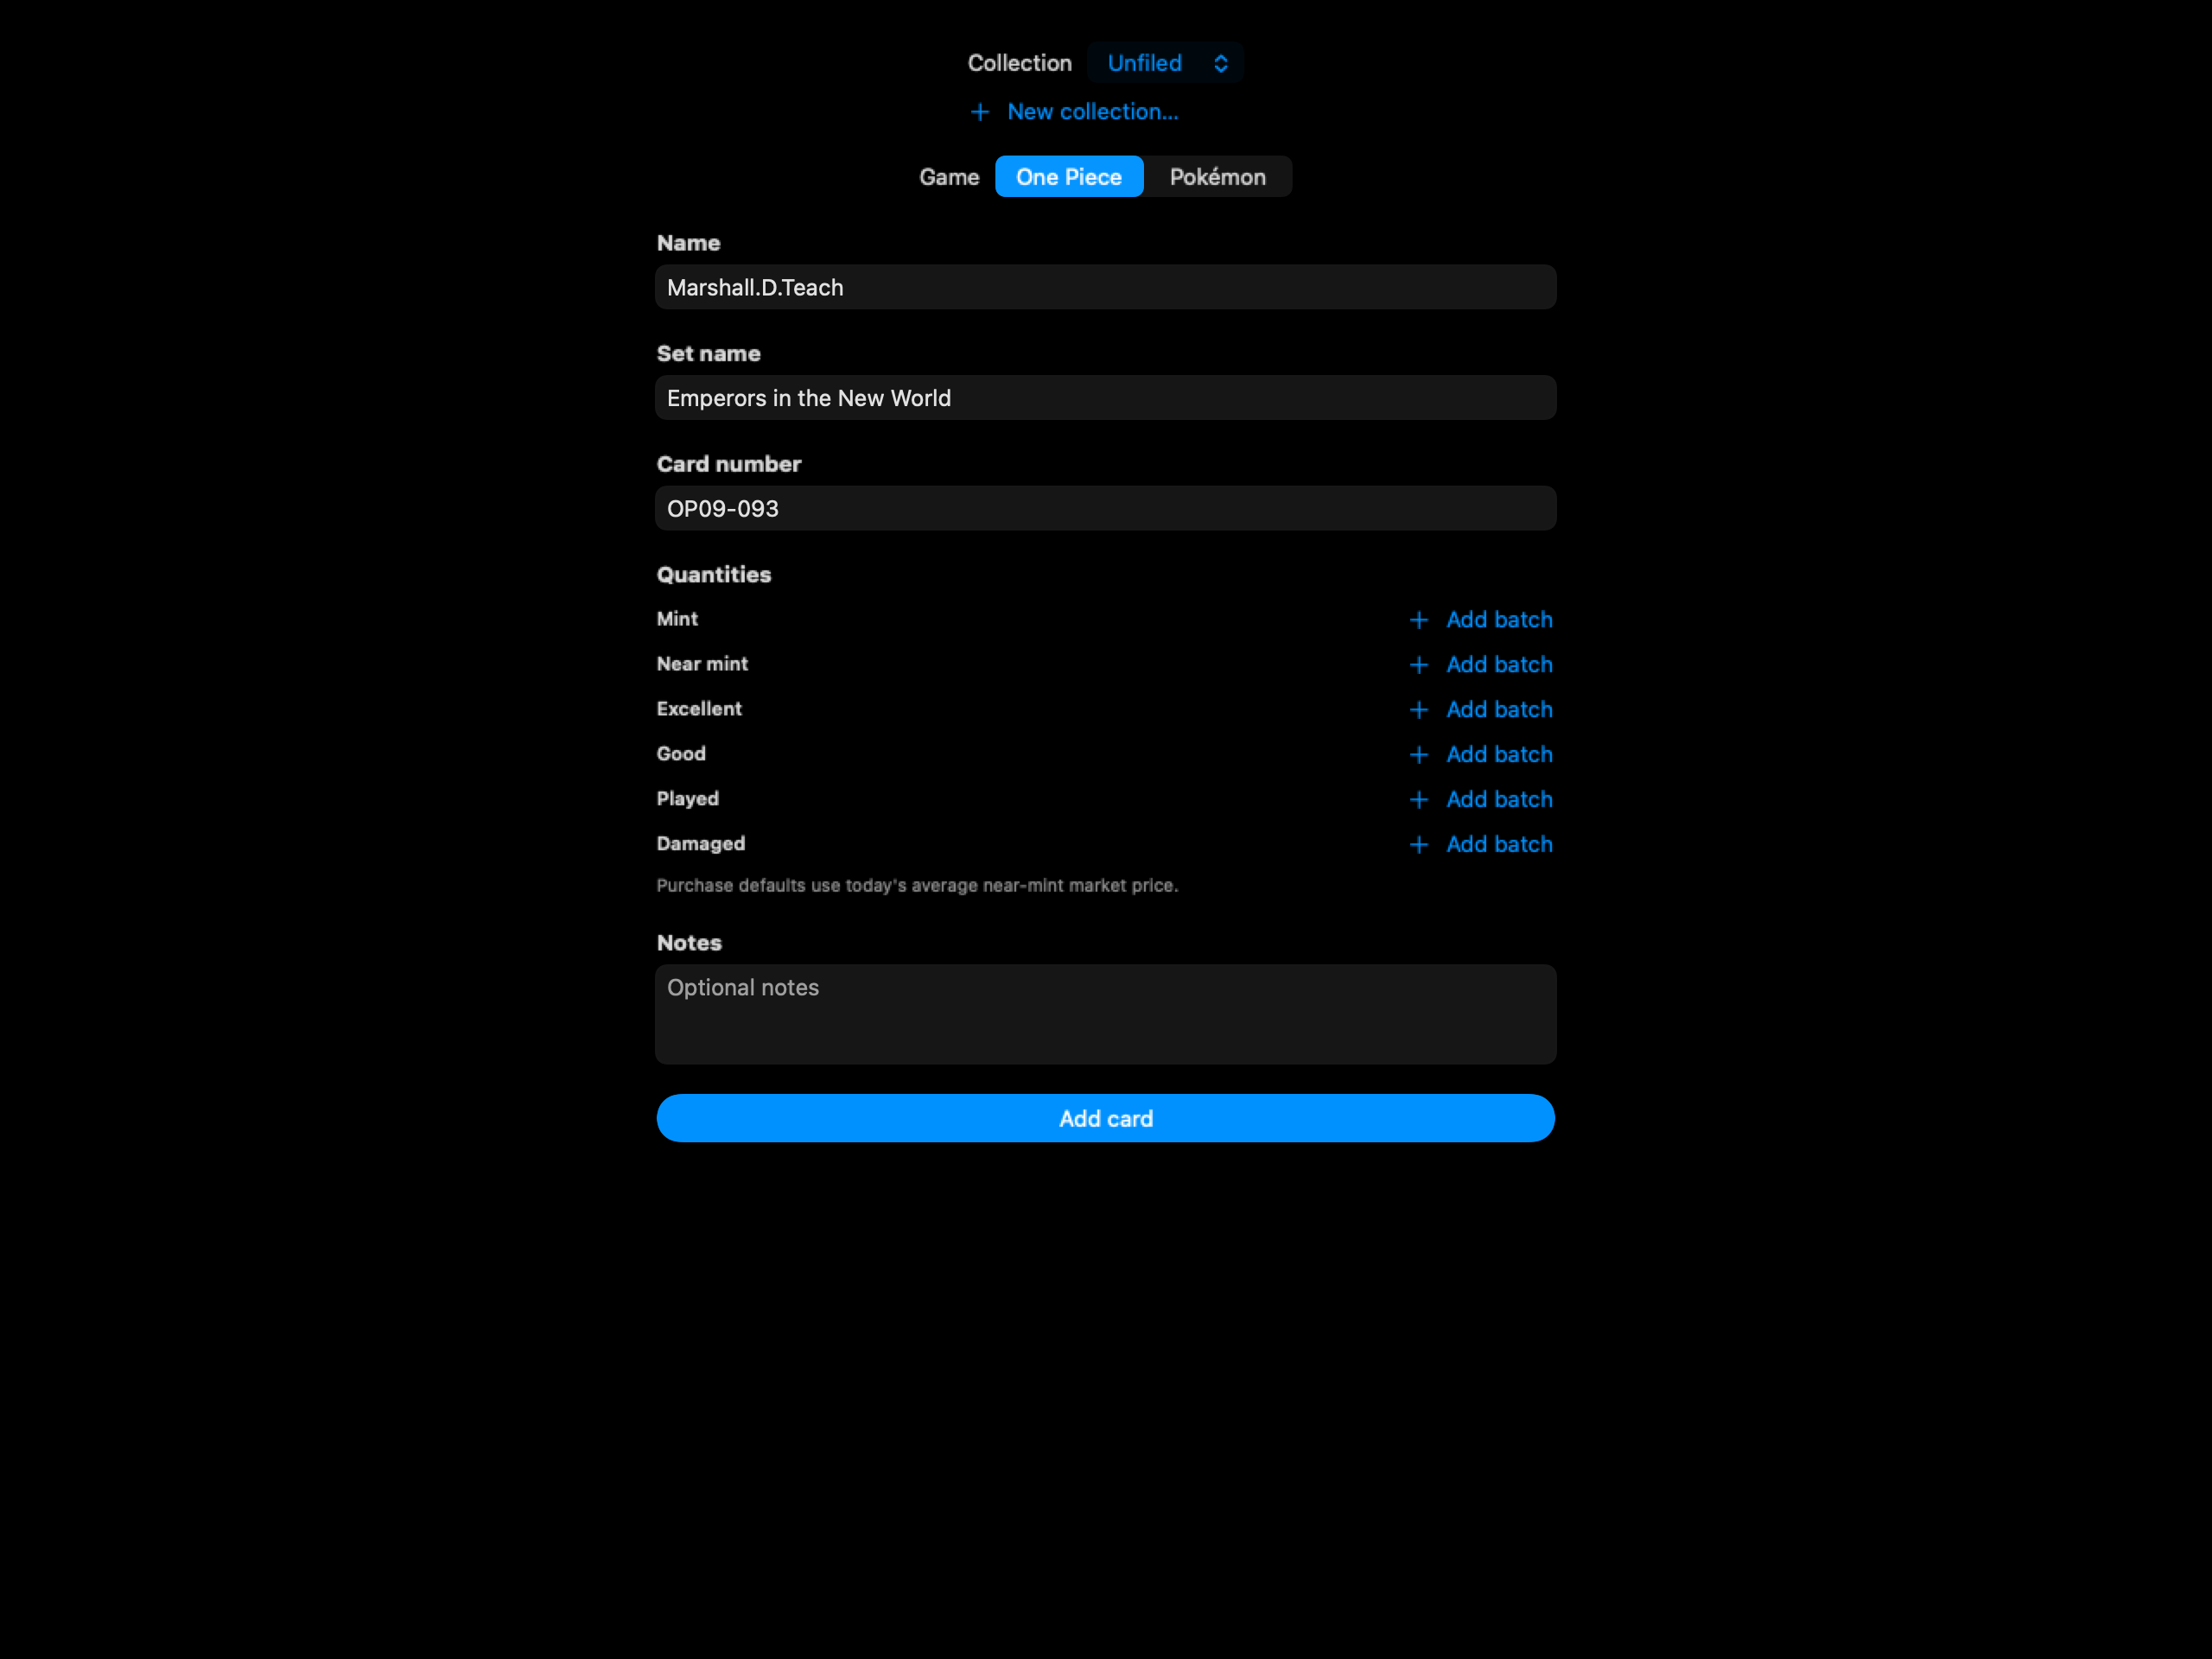 Collection Unfiled
New collection...
Game One Piece Pokémon
Name
Marshall.D.Teach
Set name
Emperors in the New World
Card number
OP09-093
Quantities
Mint + Add batch
Near mint + Add batch
Excellent + Add batch
Good + Add batch
Played + Add batch
Damaged + Add batch
Purchase defaults use today's average near-mint market price.
Notes
Optional notes
Add card